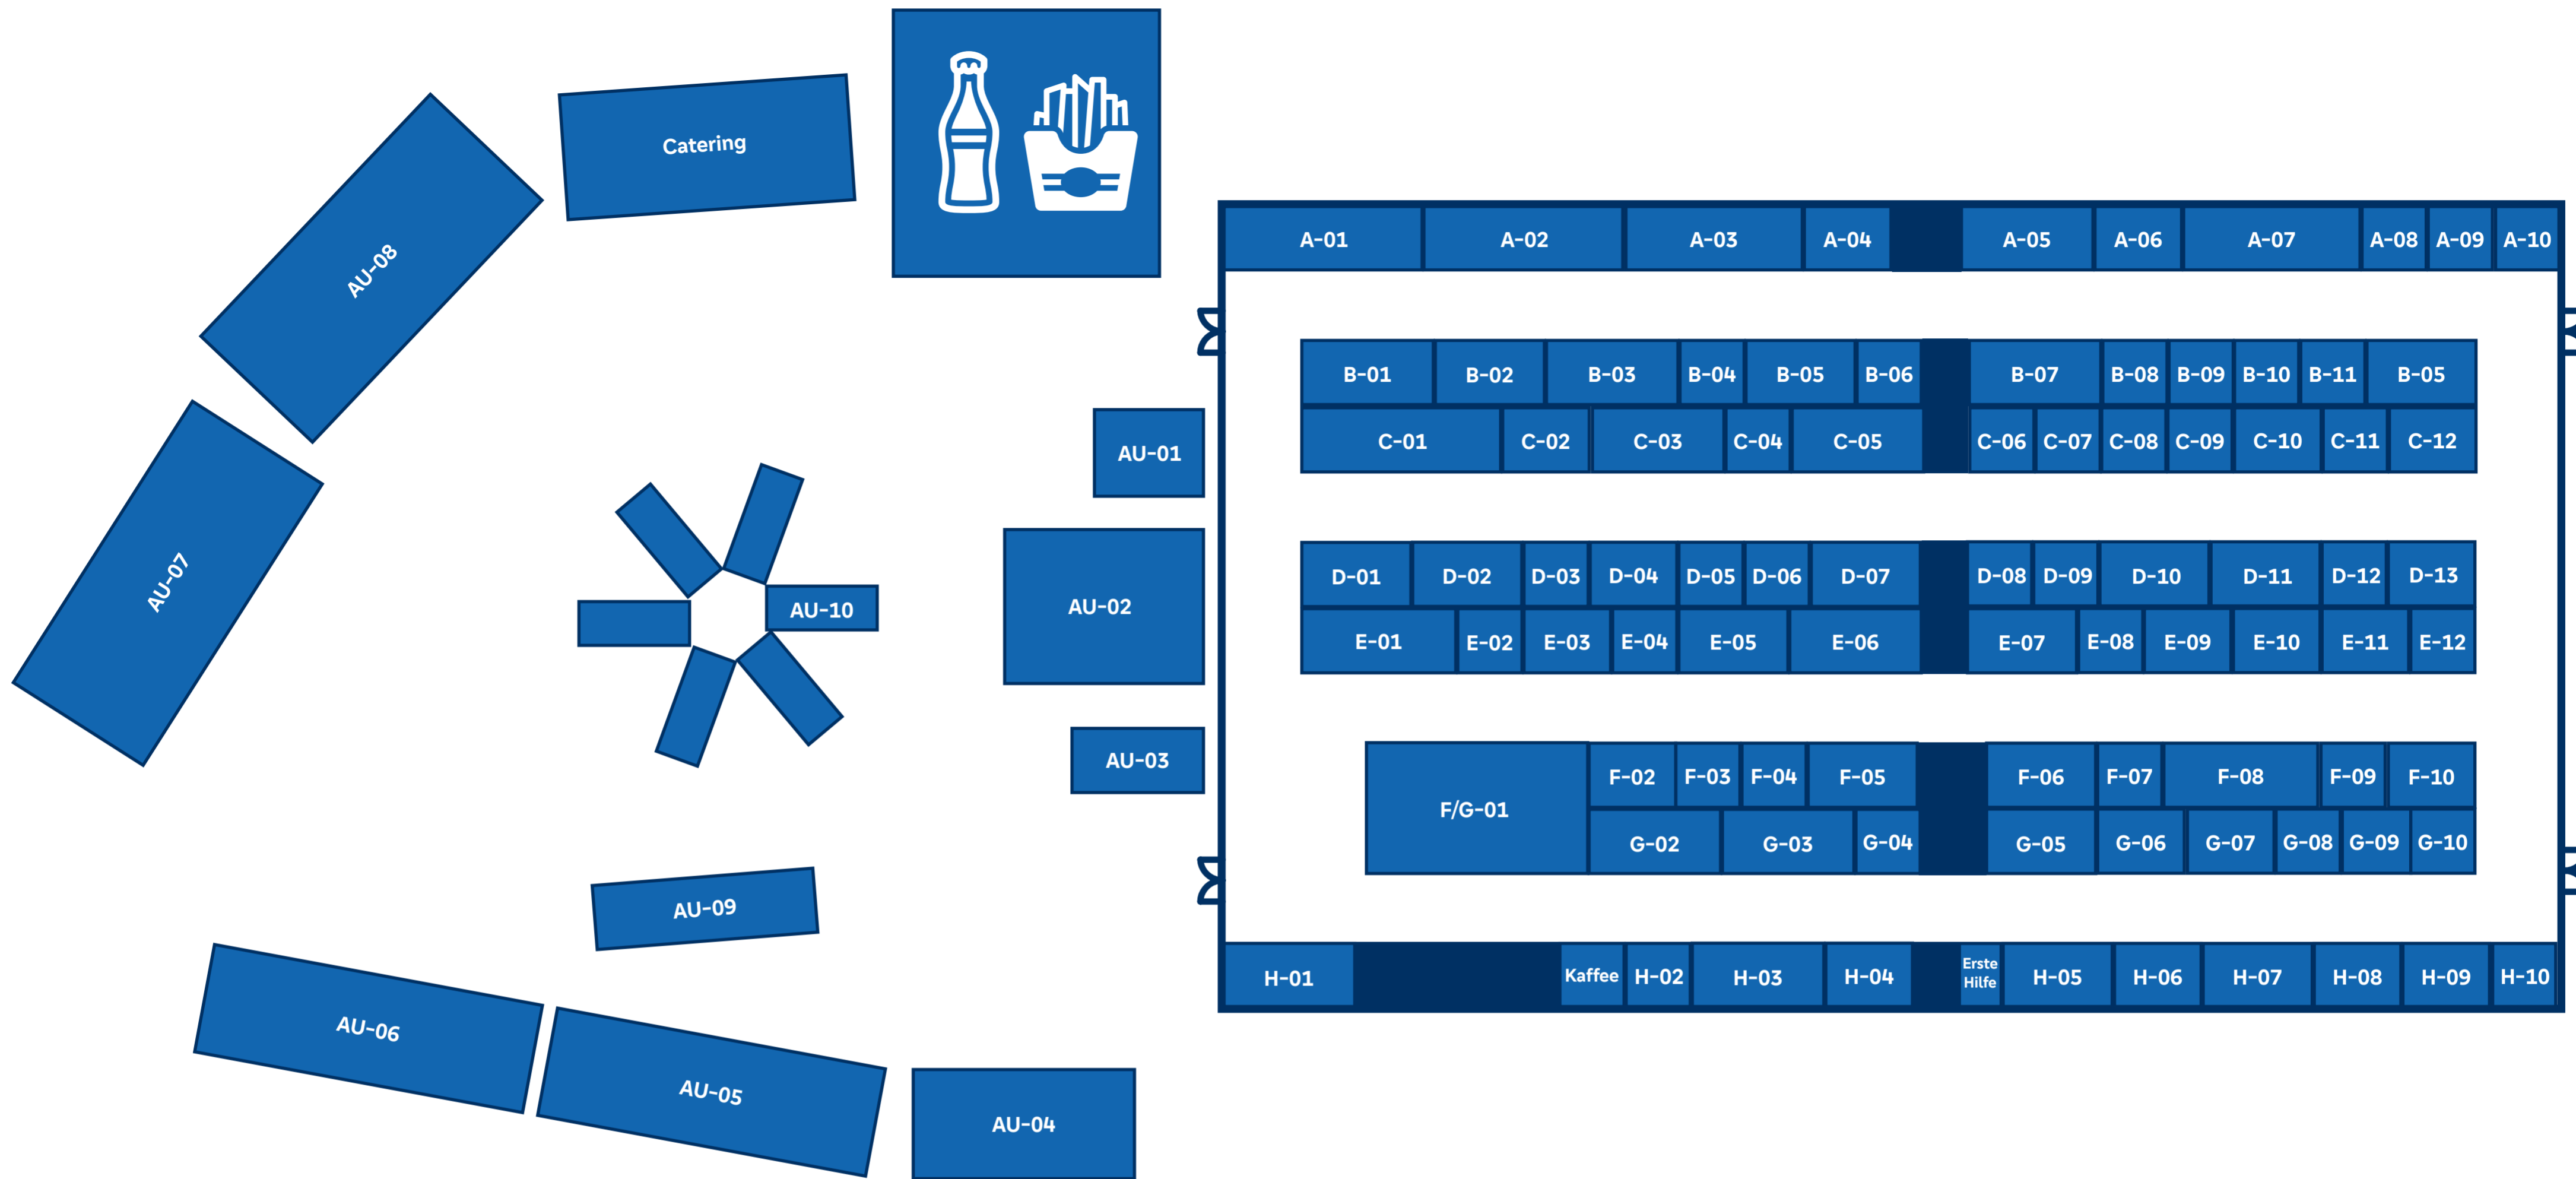 Catering
AU-08
AU-07
AU-10
AU-01
AU-02
AU-03
AU-09
AU-06
AU-05
AU-04
A-01 A-02 A-03 A-04 A-05 A-06 A-07 A-08 A-09 A-10
B-01 B-02 B-03 B-04 B-05 B-06 B-07 B-08 B-09 B-10 B-11 B-05
C-01 C-02 C-03 C-04 C-05 C-06 C-07 C-08 C-09 C-10 C-11 C-12
D-01 D-02 D-03 D-04 D-05 D-06 D-07 D-08 D-09 D-10 D-11 D-12 D-13
E-01 E-02 E-03 E-04 E-05 E-06 E-07 E-08 E-09 E-10 E-11 E-12
F/G-01
F-02 F-03 F-04 F-05 F-06 F-07 F-08 F-09 F-10
G-02 G-03 G-04 G-05 G-06 G-07 G-08 G-09 G-10
H-01 Kaffee H-02 H-03 H-04 Erste
Hilfe H-05 H-06 H-07 H-08 H-09 H-10